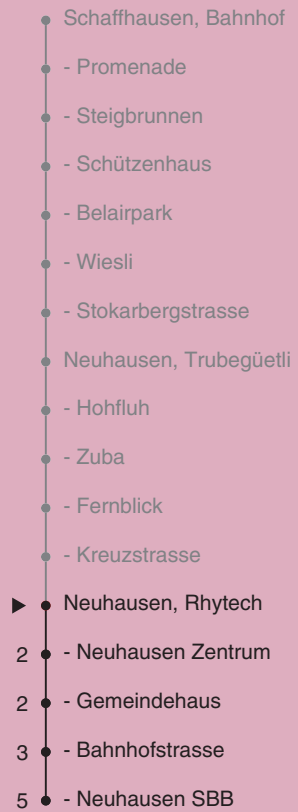 Schaffhausen, Bahnhof
- Promenade
- Steigbrunnen
- Schützenhaus
- Belairpark
- Wiesli
- Stokarbergstrasse
Neuhausen, Trubegüetli
- Hohfluh
- Zuba
- Fernblick
- Kreuzstrasse
Neuhausen, Rhytech
2 - Neuhausen Zentrum
2 - Gemeindehaus
3 - Bahnhofstrasse
5 - Neuhausen SBB